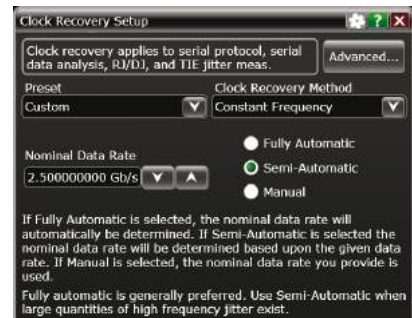 Clock Recovery Setup
?
X
Clock recovery applies to serial protocol, serial
data analysis, RJ/DJ, and TIE jitter meas.
Advanced...
Preset
Clock Recovery Method
Custom
Constant Frequency
Fully Automatic
Nominal Data Rate
Semi-Automatic
2.500000000 Gb/s
Manual
If Fully Automatic is selected, the nominal data rate will
automatically be determined. If Semi-Automatic is selected the
nominal data rate will be determined based upon the given data
rate. If Manual is selected, the nominal data rate you provide is
used.
Fully automatic is generally preferred. Use Semi-Automatic when
large quantities of high frequency jitter exist.